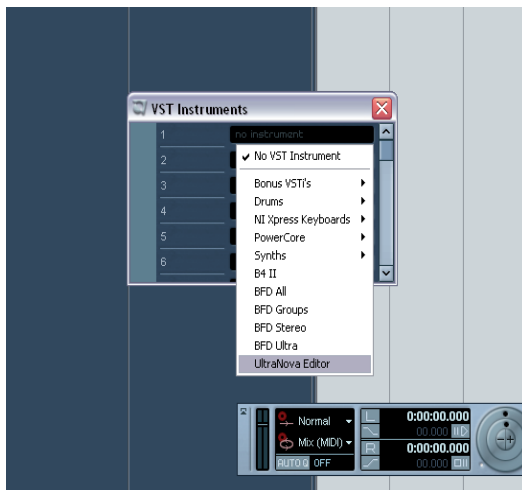 VST Instruments
1 no instrument
2
3
4
5
6
No VST Instrument
Bonus VSTi's
Drums
NI Xpress Keyboards
PowerCore
Synths
B4 II
BFD All
BFD Groups
BFD Stereo
BFD Ultra
UltraNova Editor
Normal
Mix (MIDI)
AUTO Q OFF
L 0:00:00.000
00.000
R 0:00:00.000
00.000